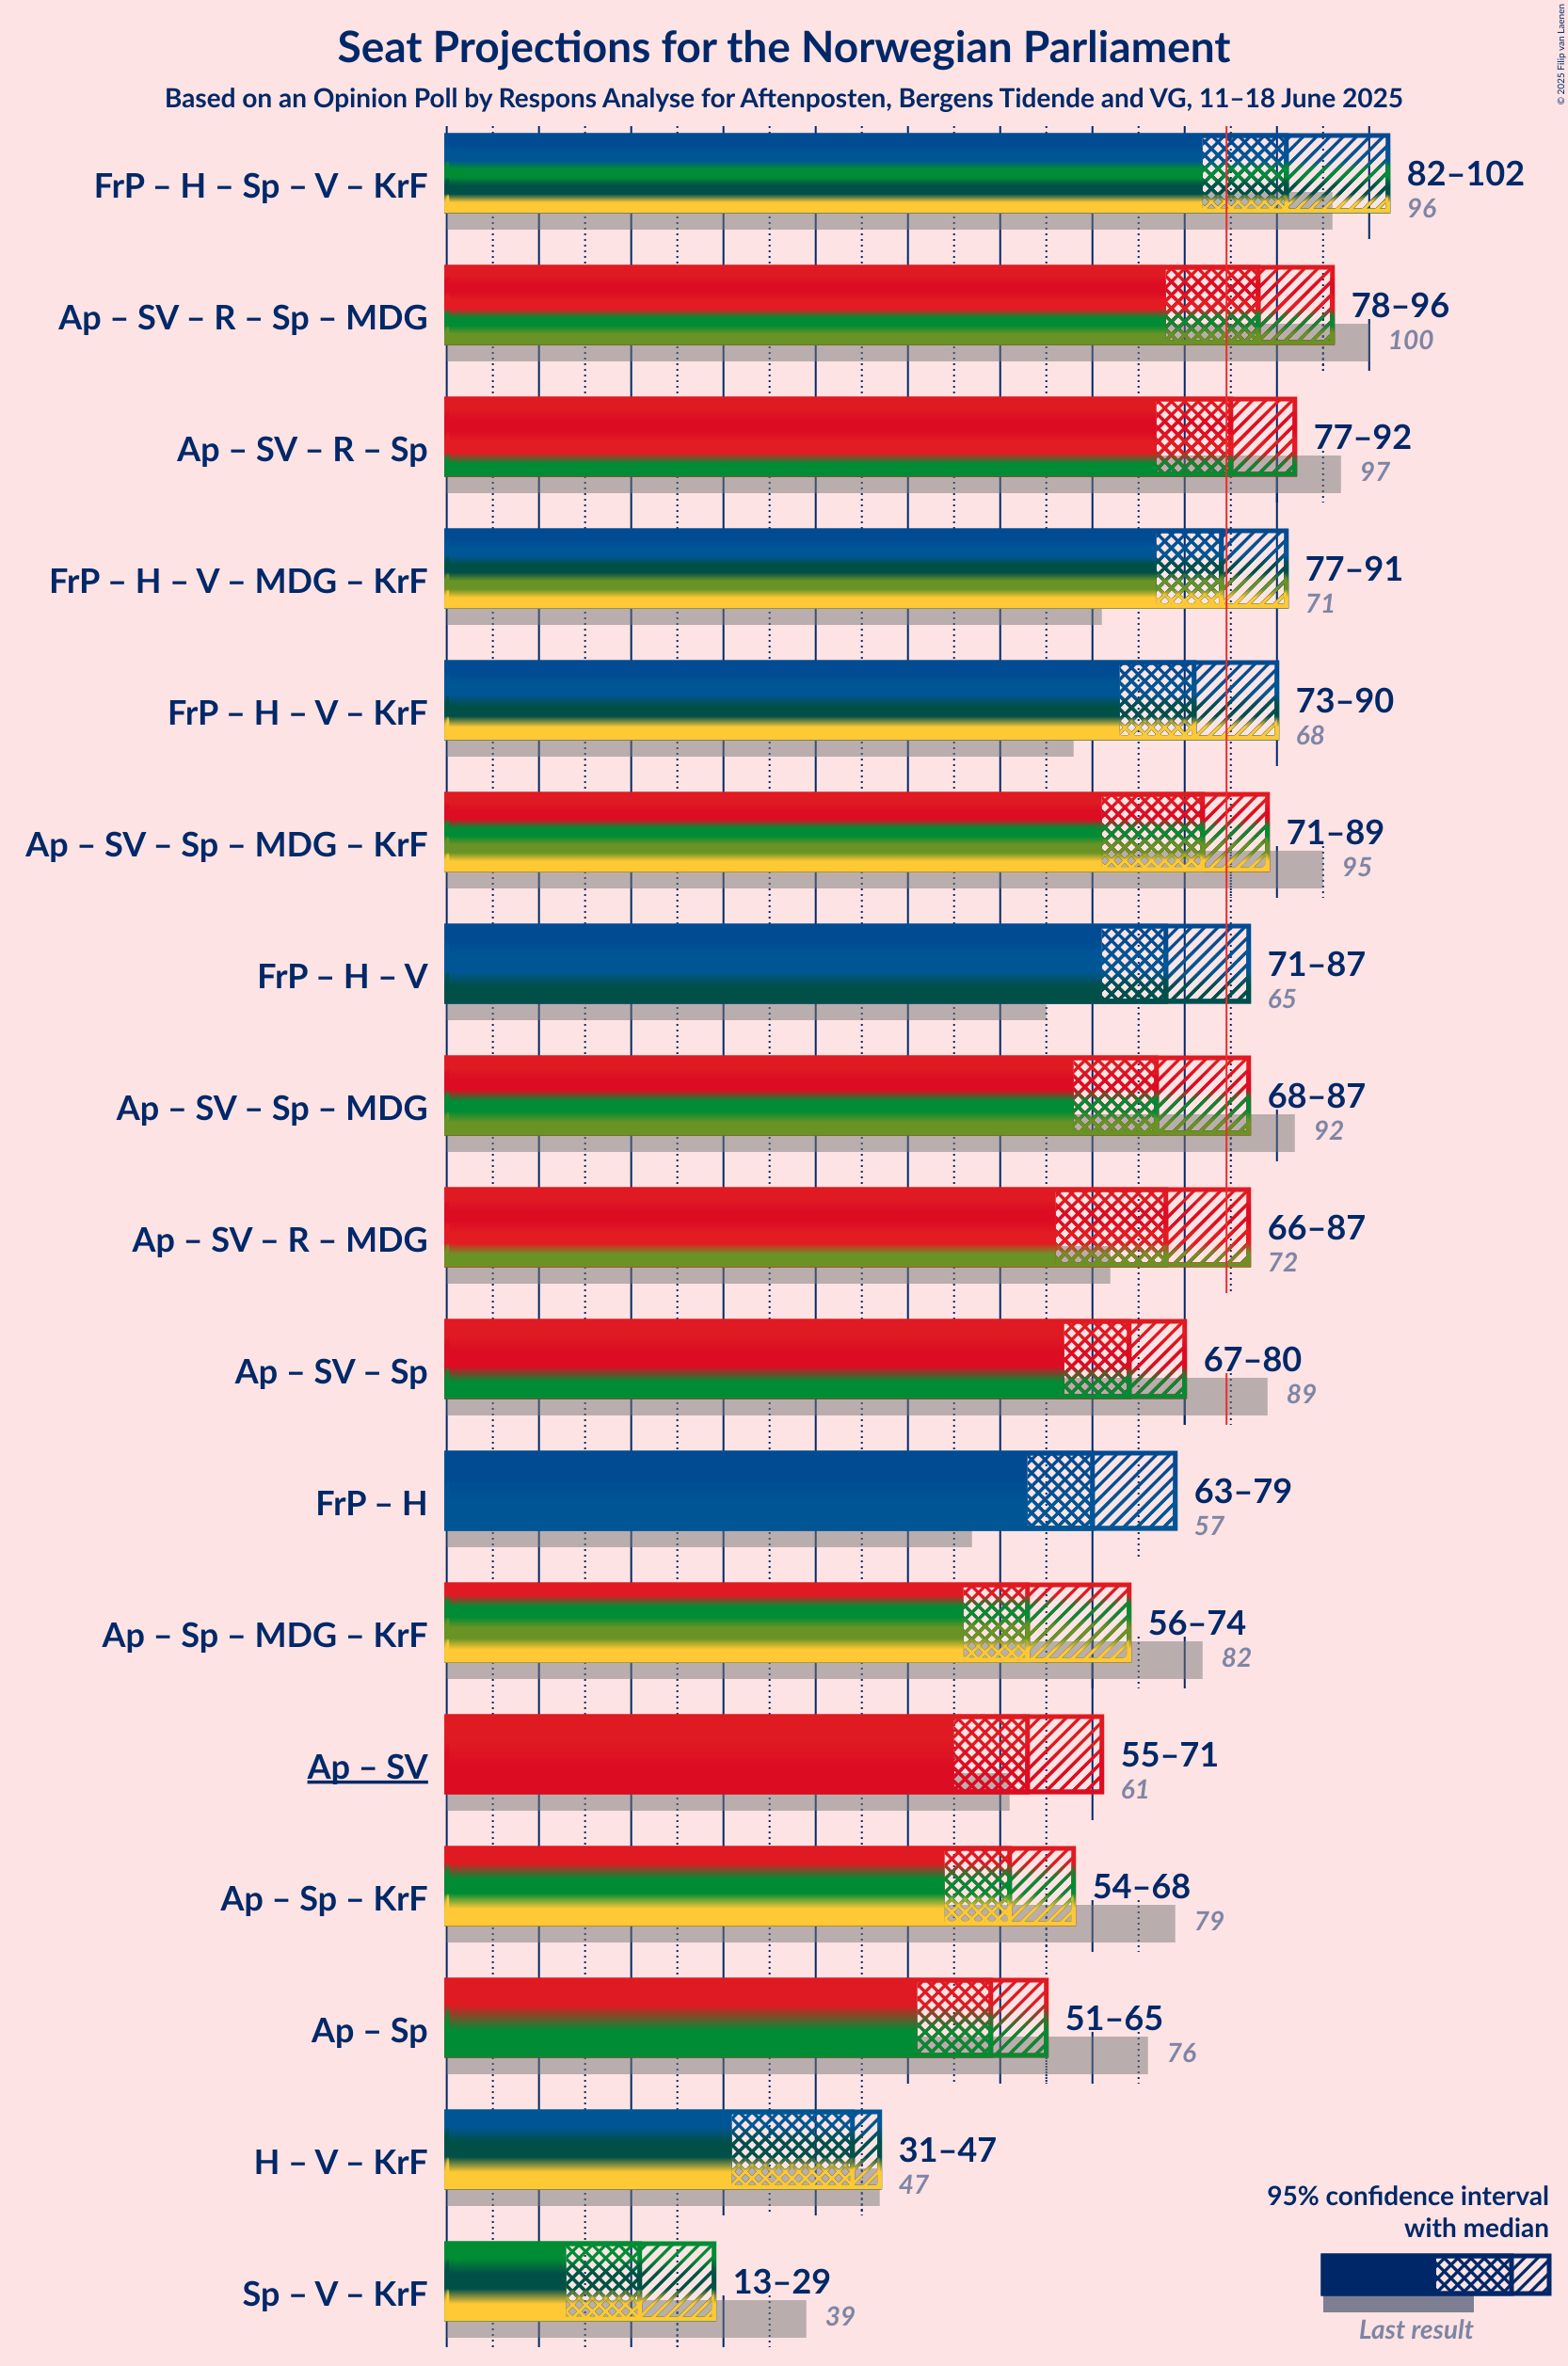 Seat Projections for the Norwegian Parliament
Based on an Opinion Poll by Respons Analyse for Aftenposten, Bergens Tidende and VG, 11–18 June 2025
© 2025 Filip van Laenen
FrP – H – Sp – V – KrF
82–102
96
Ap – SV – R – Sp – MDG
78–96
100
Ap – SV – R – Sp
77–92
97
FrP – H – V – MDG – KrF
77–91
71
FrP – H – V – KrF
73–90
68
Ap – SV – Sp – MDG – KrF
71–89
95
FrP – H – V
71–87
65
Ap – SV – Sp – MDG
68–87
92
Ap – SV – R – MDG
66–87
72
Ap – SV – Sp
67–80
89
FrP – H
63–79
57
Ap – Sp – MDG – KrF
56–74
82
Ap – SV
55–71
61
Ap – Sp – KrF
54–68
79
Ap – Sp
51–65
76
H – V – KrF
31–47
47
Sp – V – KrF
13–29
39
95% confidence interval
with median
Last result